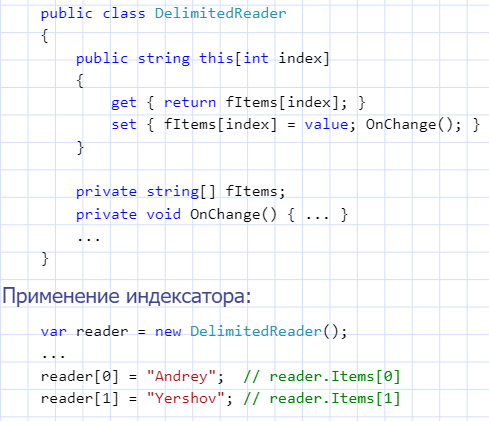 public class DelimitedReader
{
    public string this[int index]
    {
        get { return fItems[index]; }
        set { fItems[index] = value; OnChange(); }
    }

    private string[] fItems;
    private void OnChange() { ... }
    ...
}
Применение индексатора:
var reader = new DelimitedReader();
...
reader[0] = "Andrey";  // reader.Items[0]
reader[1] = "Yershov"; // reader.Items[1]